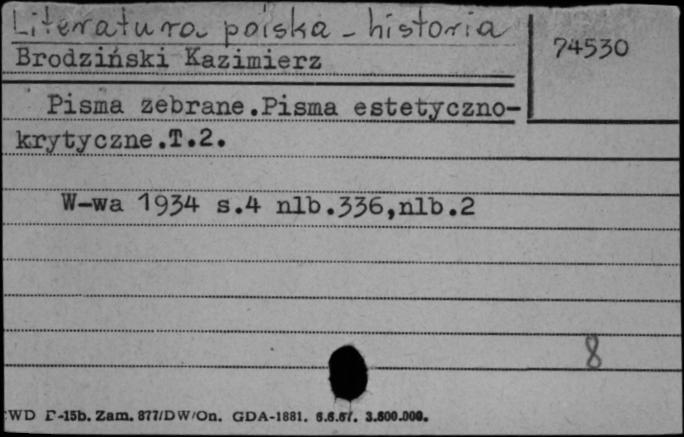 Literatura polska - historia
74530
Brodziński Kazimierz
Pisma zebrane.Pisma estetyczno-
krytyczne.T.2.
W-wa 1934 s.4 nlb.336,nlb.2
8
WD D-15b. Zam. 877/DW/On. GDA-1881. 6.6.67. 3.600.000.